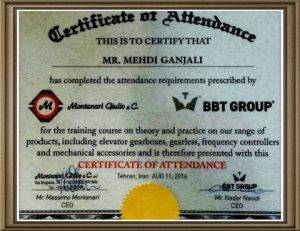 Certificate of Attendance
THIS IS TO CERTIFY THAT
MR. MEHDI GANJALI
has completed the attendance requirements prescribed by
M Montanari Giulio & C.
BBT GROUP
for the training course on theory and practice on our range of
products, including elevator gearboxes, gearless, frequency controllers
and mechanical accessories and is therefore presented with this
CERTIFICATE OF ATTENDANCE
Montanari Giulio & C.
Tehran, Iran AUG 11, 2016
BBT GROUP
Mr. Massimo Montanari
CEO
Mr. Nader Navidi
CEO